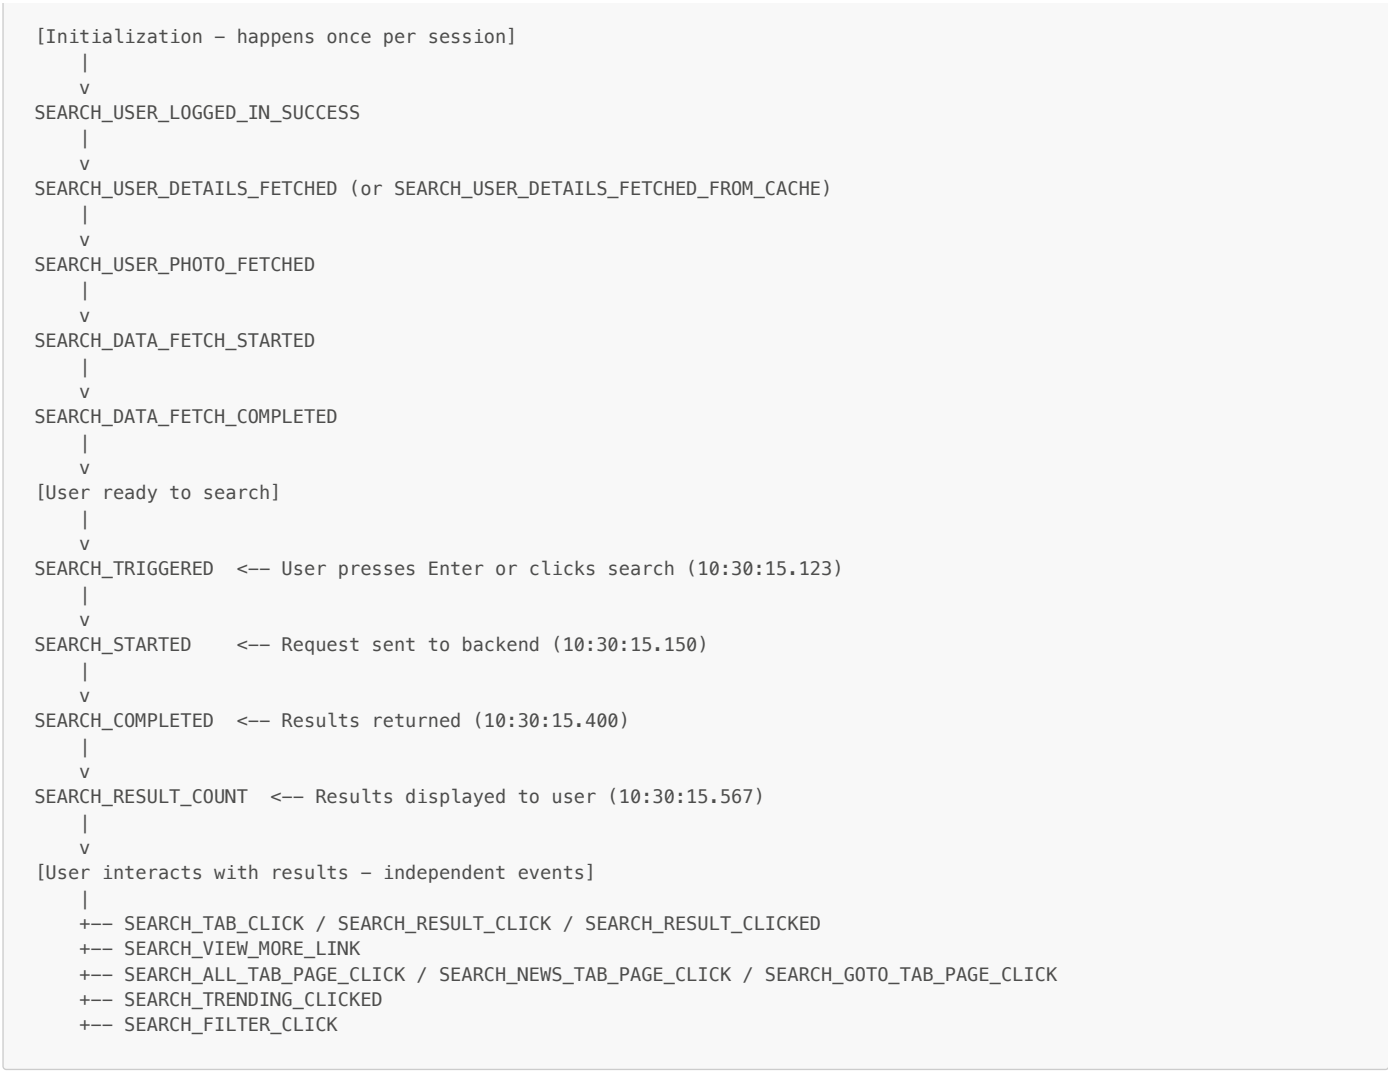 [Initialization – happens once per session]
|
v
SEARCH_USER_LOGGED_IN_SUCCESS
|
v
SEARCH_USER_DETAILS_FETCHED (or SEARCH_USER_DETAILS_FETCHED_FROM_CACHE)
|
v
SEARCH_USER_PHOTO_FETCHED
|
v
SEARCH_DATA_FETCH_STARTED
|
v
SEARCH_DATA_FETCH_COMPLETED
|
v
[User ready to search]
|
v
SEARCH_TRIGGERED  <-- User presses Enter or clicks search (10:30:15.123)
|
v
SEARCH_STARTED    <-- Request sent to backend (10:30:15.150)
|
v
SEARCH_COMPLETED  <-- Results returned (10:30:15.400)
|
v
SEARCH_RESULT_COUNT  <-- Results displayed to user (10:30:15.567)
|
v
[User interacts with results – independent events]
|
+-- SEARCH_TAB_CLICK / SEARCH_RESULT_CLICK / SEARCH_RESULT_CLICKED
+-- SEARCH_VIEW_MORE_LINK
+-- SEARCH_ALL_TAB_PAGE_CLICK / SEARCH_NEWS_TAB_PAGE_CLICK / SEARCH_GOTO_TAB_PAGE_CLICK
+-- SEARCH_TRENDING_CLICKED
+-- SEARCH_FILTER_CLICK